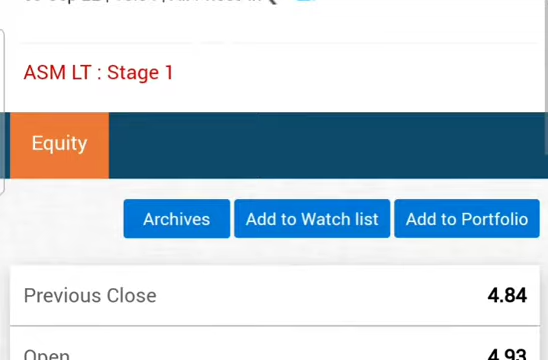 ASM LT : Stage 1
Equity
Archives Add to Watch list Add to Portfolio
Previous Close 4.84
Open 4.93